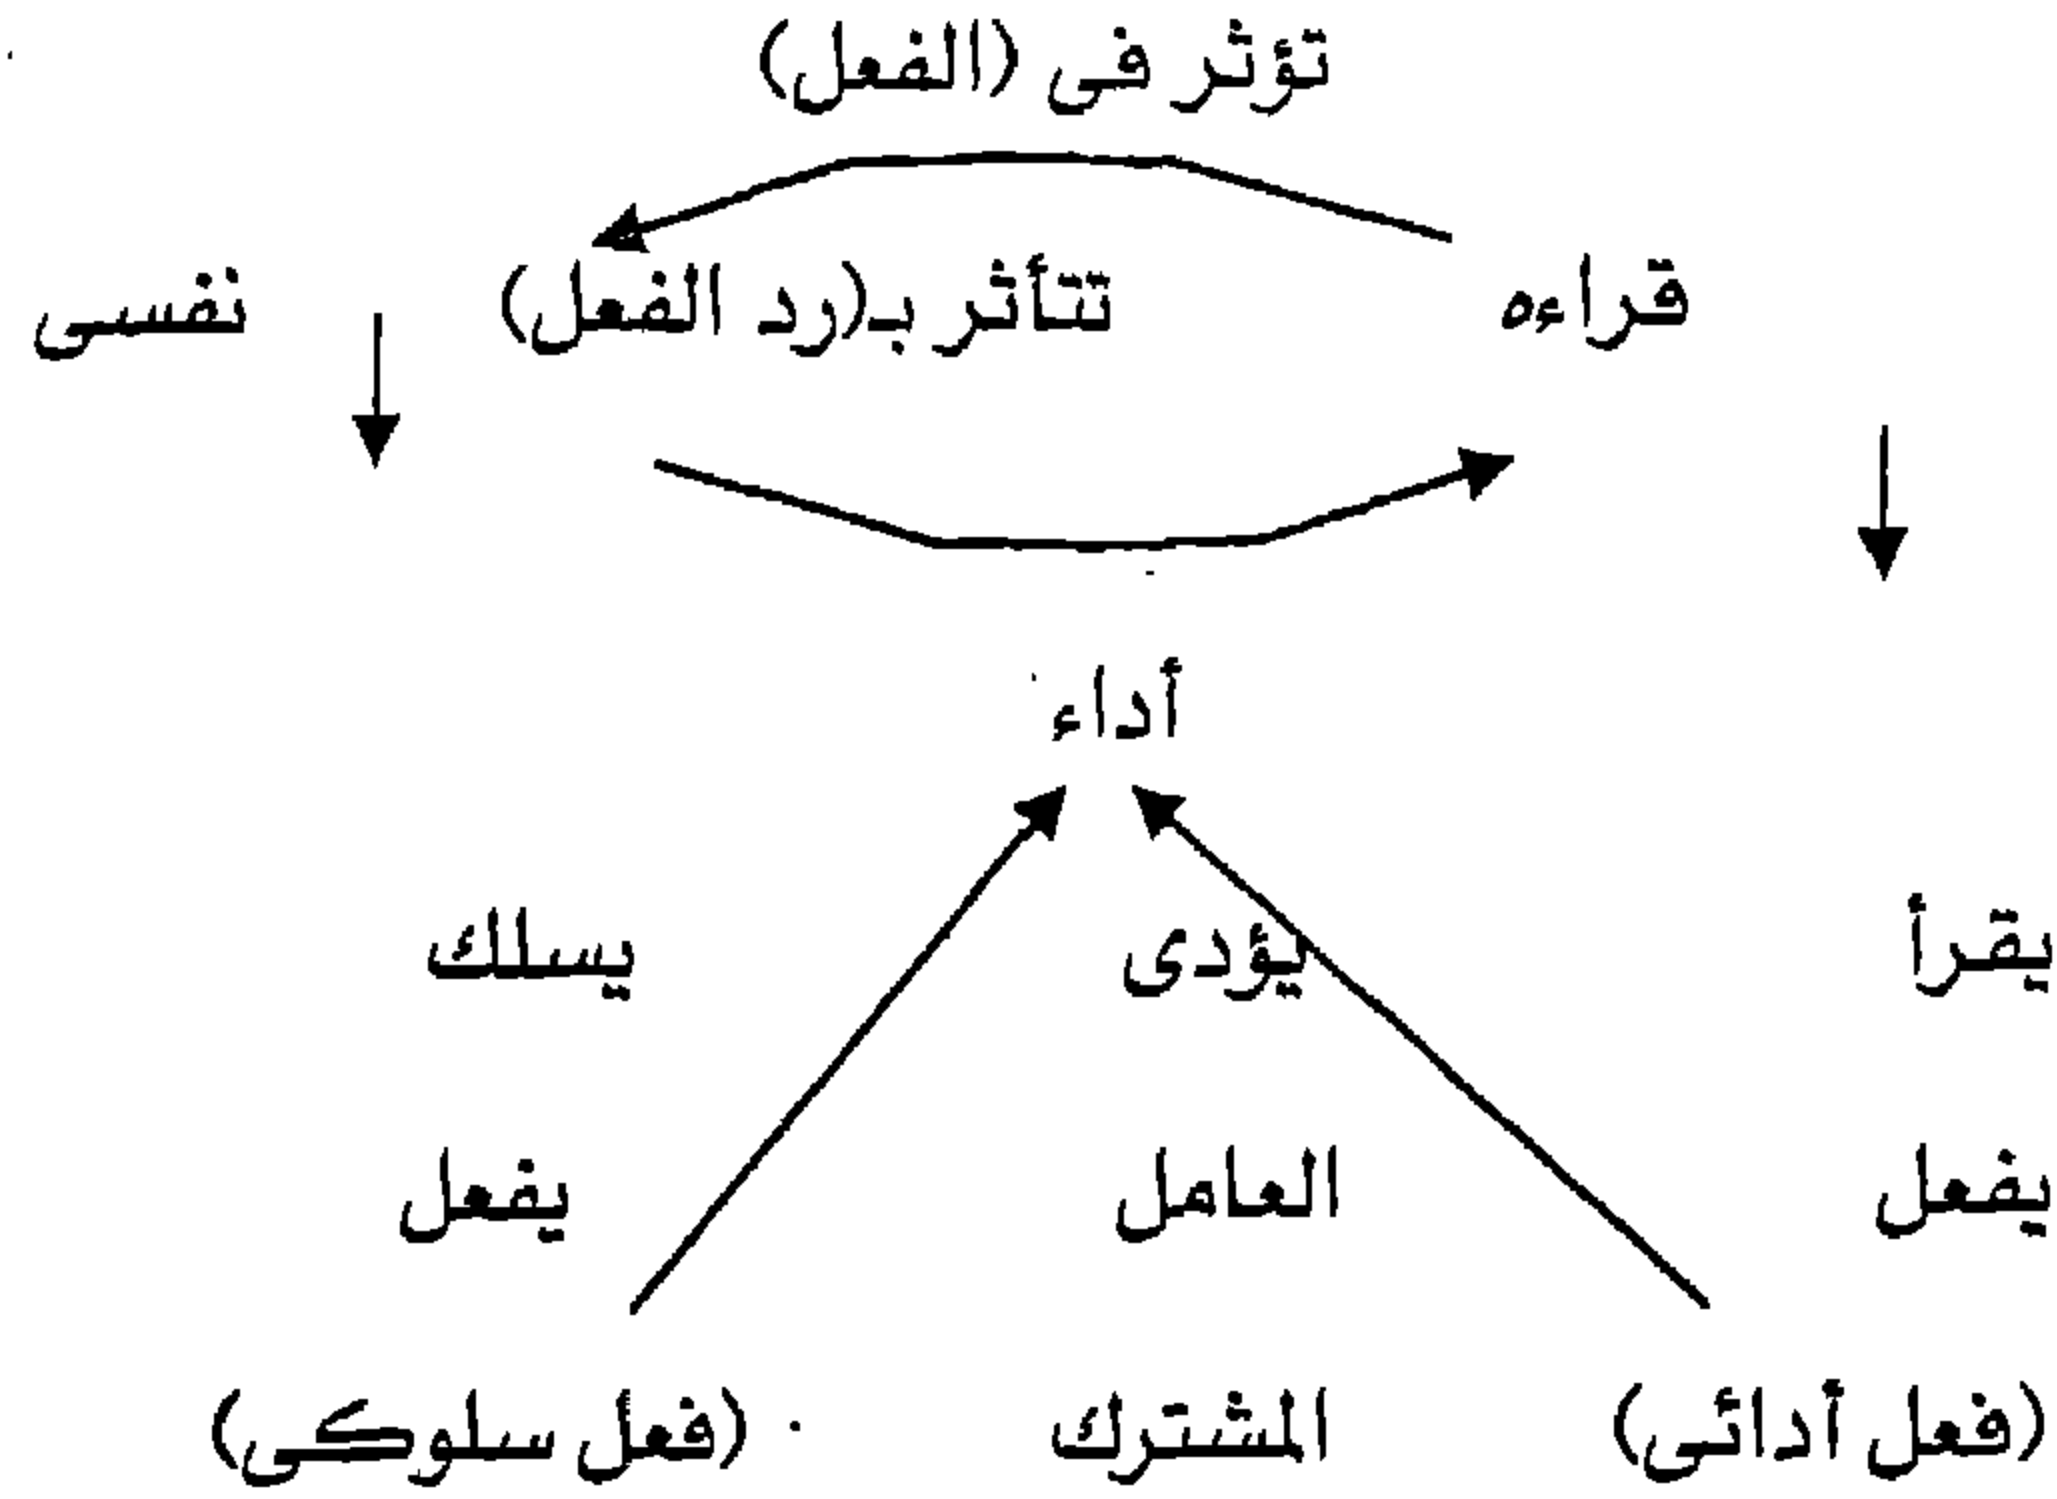 تؤثر فى (الفعل)
قراءه تتأثر بـ(رد الفعل) نفسى
أداء
يقرأ يؤدى يسلك
يفعل العامل يفعل
(فعل أدائى) المشترك (فعل سلوكى)